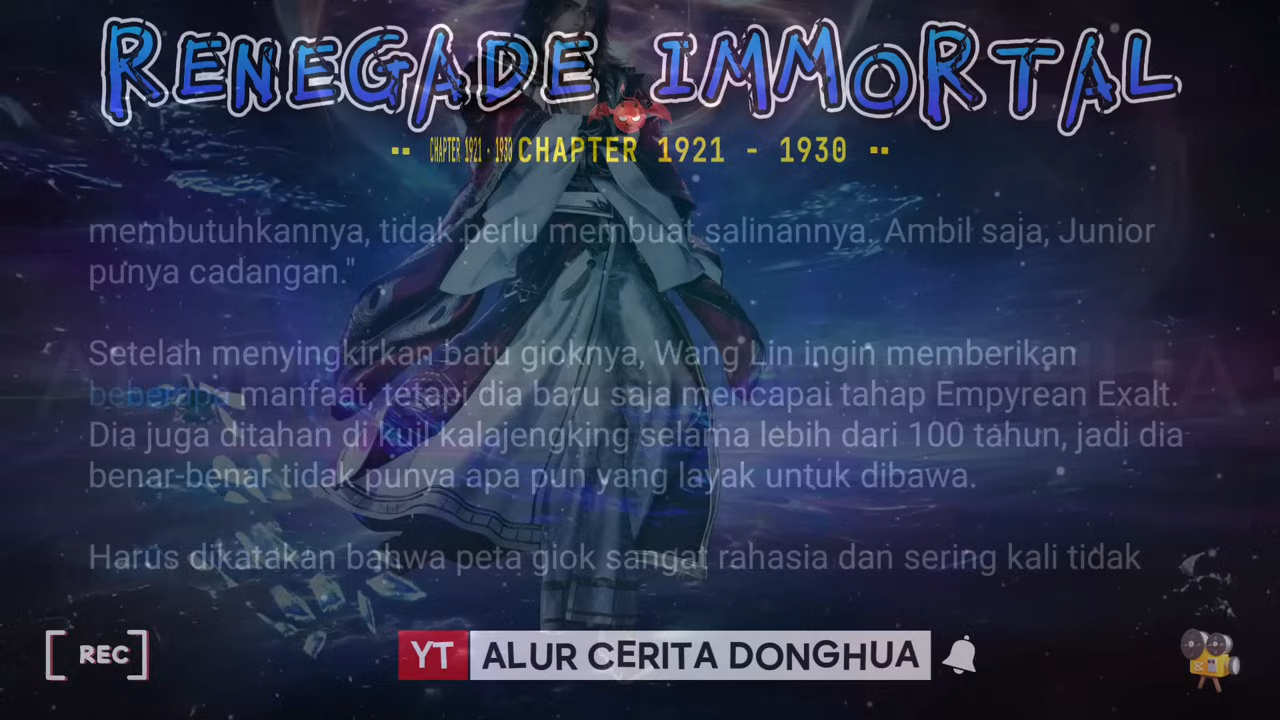 RENEGADE IMMORTAL
CHAPTER 1921 - 1930 CHAPTER 1921 - 1930
membutuhkannya, tidak perlu membuat salinannya. Ambil saja, Junior
punya cadangan."
Setelah menyingkirkan batu gioknya, Wang Lin ingin memberikan
beberapa manfaat, tetapi dia baru saja mencapai tahap Empyrean Exalt.
Dia juga ditahan di kuil kalajengking selama lebih dari 100 tahun, jadi dia
benar-benar tidak punya apa pun yang layak untuk dibawa.
Harus dikatakan bahwa peta giok sangat rahasia dan sering kali tidak
REC
YT ALUR CERITA DONGHUA